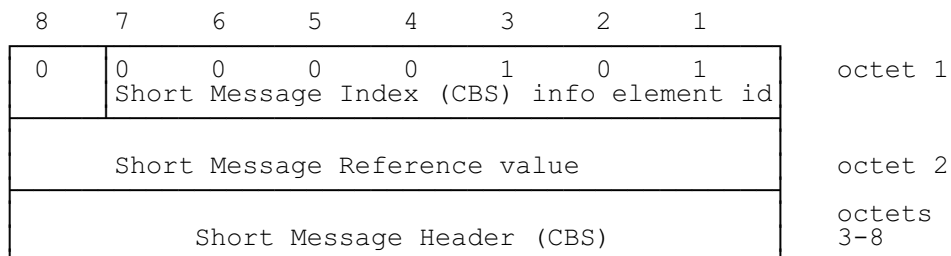 8 7 6 5 4 3 2 1
0 0 0 0 0 1 0 1 octet 1
Short Message Index (CBS) info element id
Short Message Reference value octet 2
octets
Short Message Header (CBS) 3-8